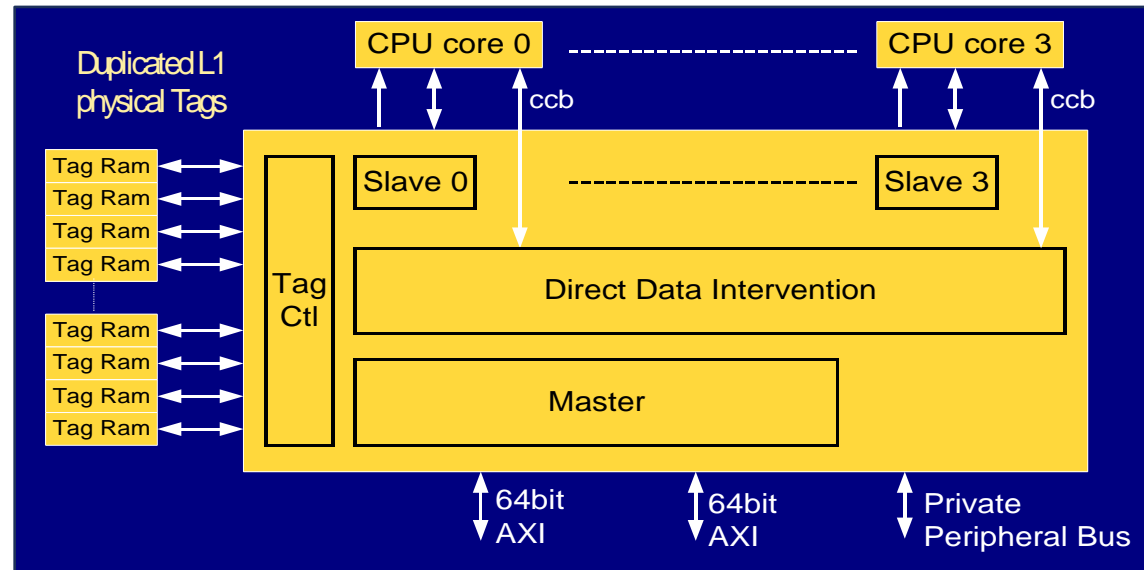 Duplicated L1
physical Tags
CPU core 0
CPU core 3
ccb
ccb
Tag Ram
Tag Ram
Tag Ram
Tag Ram
Tag Ram
Tag Ram
Tag Ram
Tag Ram
Tag
Ctl
Slave 0
Slave 3
Direct Data Intervention
Master
64bit
AXI
64bit
AXI
Private
Peripheral Bus